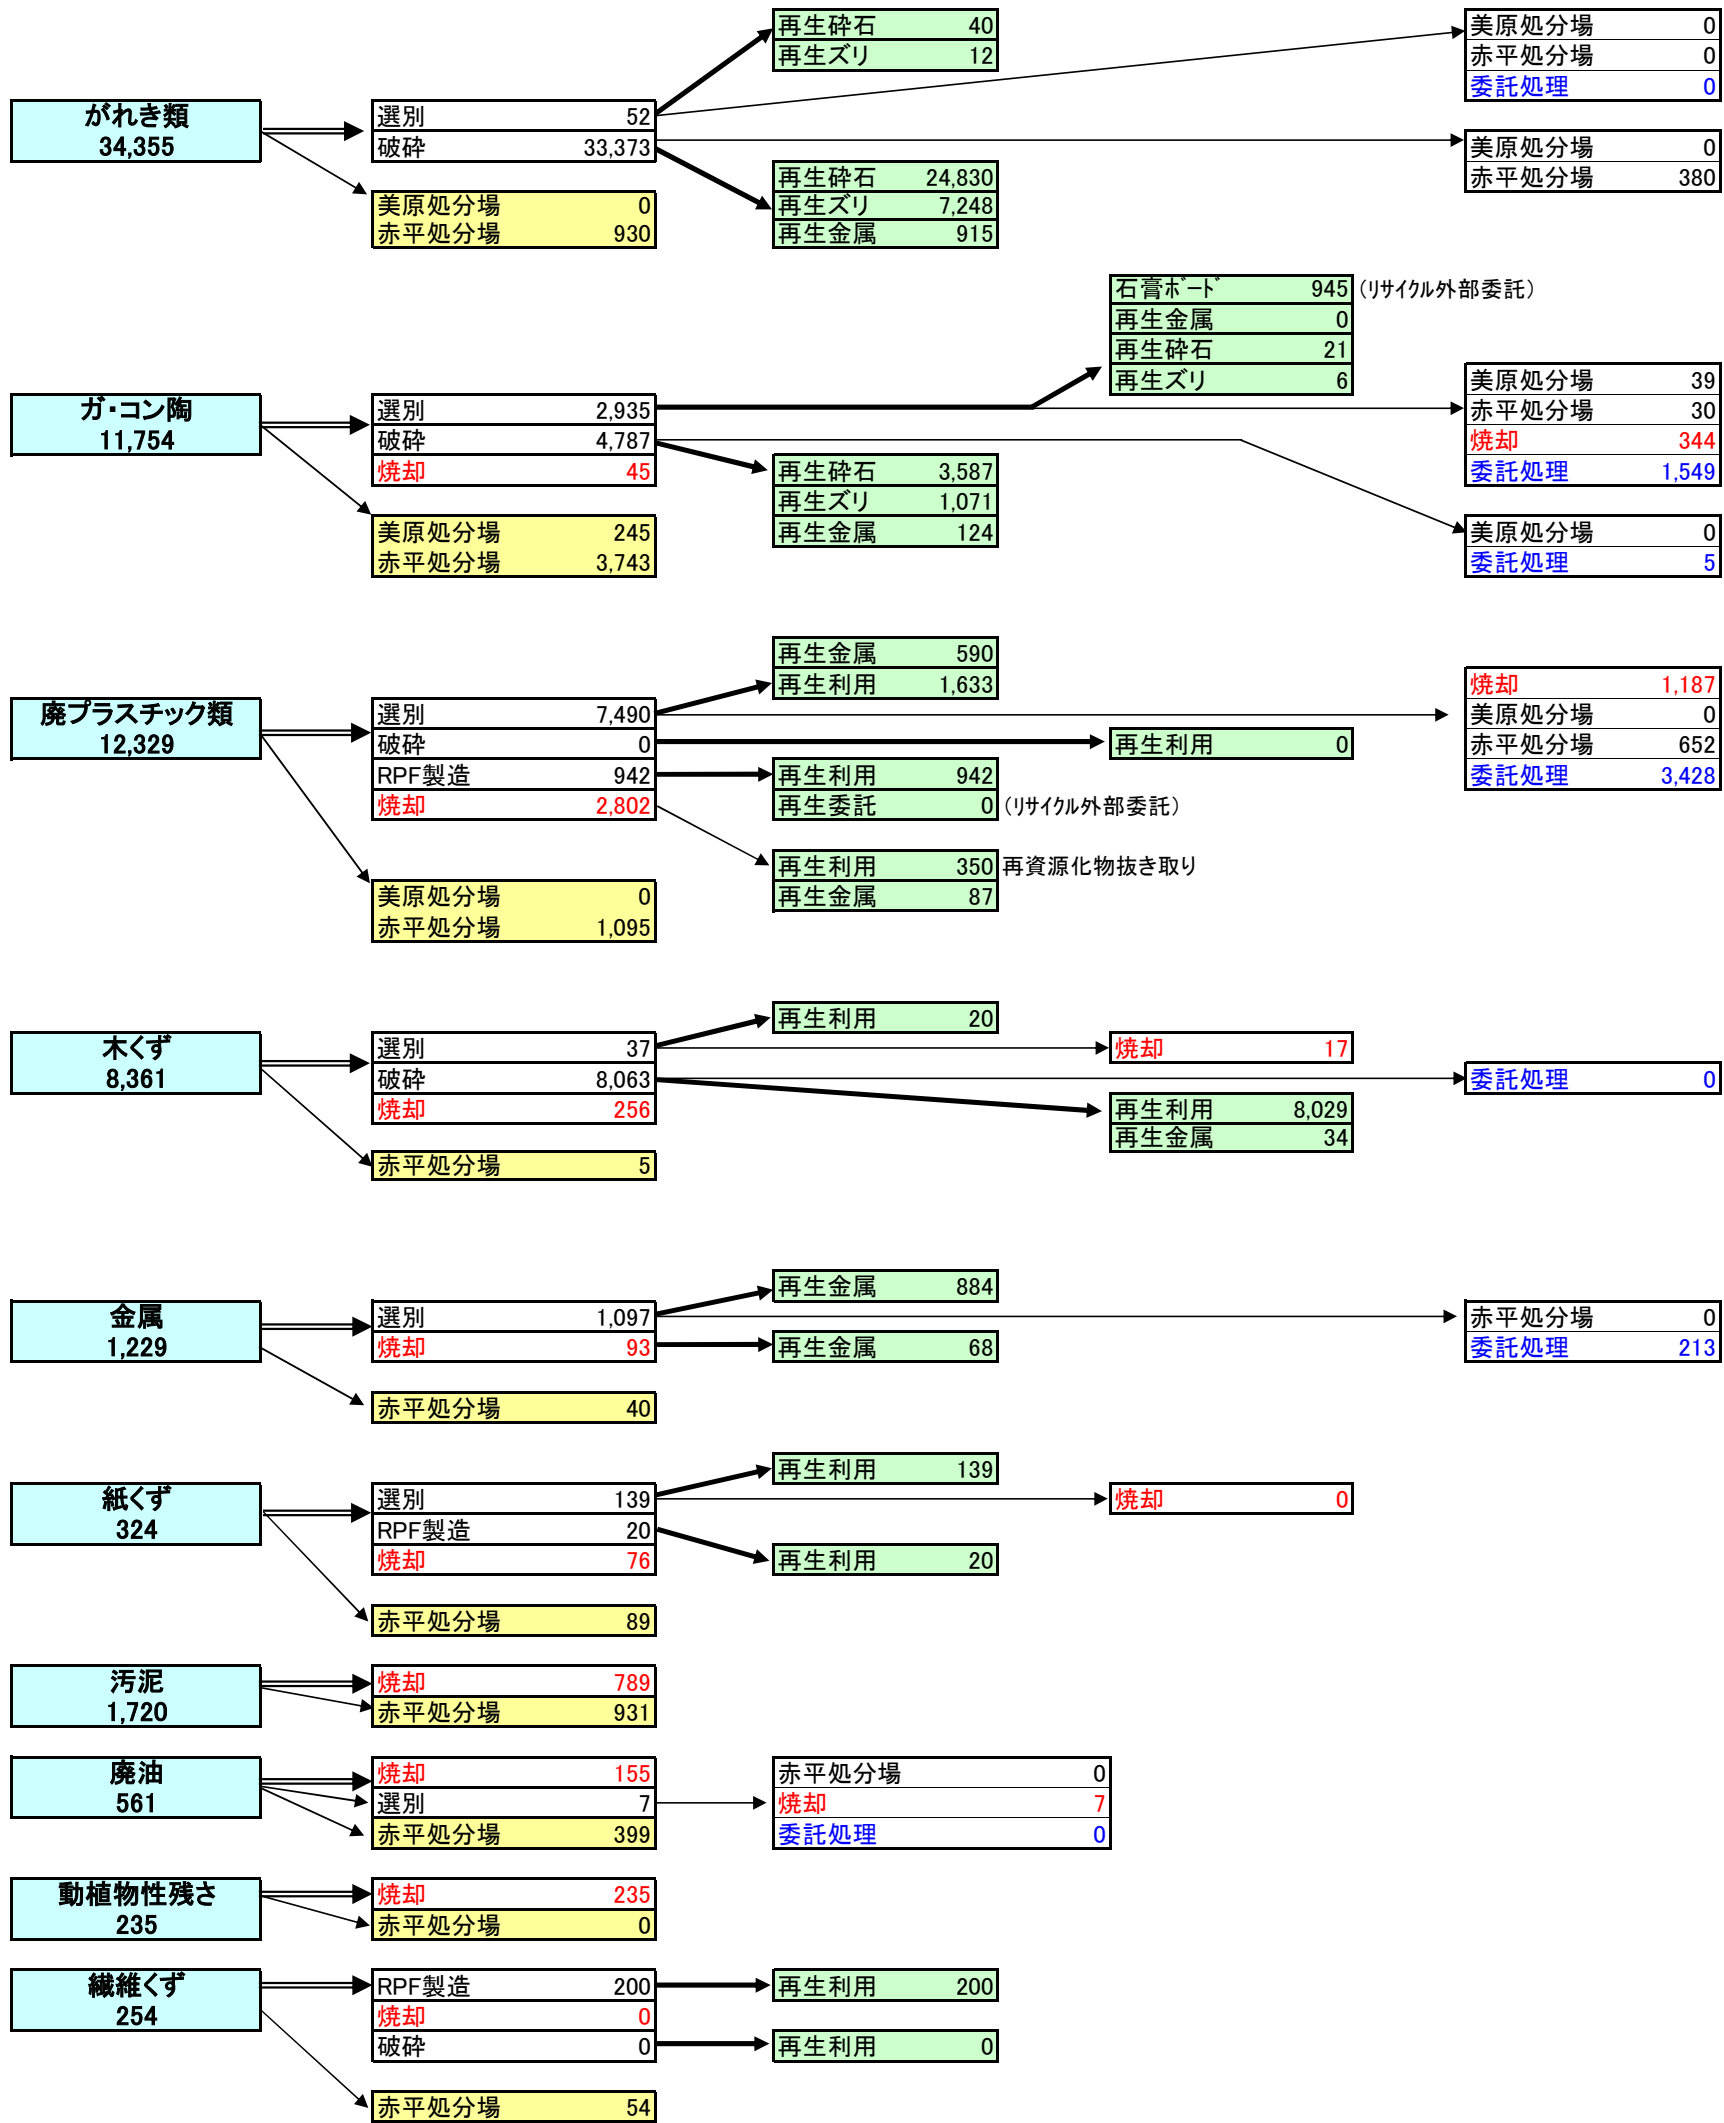 再生砕石 40
再生ズリ 12
美原処分場 0
赤平処分場 0
委託処理 0
がれき類
34,355
選別 52
破砕 33,373
美原処分場 0
赤平処分場 380
再生砕石 24,830
再生ズリ 7,248
再生金属 915
美原処分場 0
赤平処分場 930
石膏ボード 945 (リサイクル外部委託)
再生金属 0
再生砕石 21
再生ズリ 6
ガ・コン陶
11,754
選別 2,935
破砕 4,787
焼却 45
美原処分場 39
赤平処分場 30
焼却 344
委託処理 1,549
再生砕石 3,587
再生ズリ 1,071
再生金属 124
美原処分場 245
赤平処分場 3,743
美原処分場 0
委託処理 5
再生金属 590
再生利用 1,633
廃プラスチック類
12,329
選別 7,490
破砕 0
RPF製造 942
焼却 2,802
再生利用 0
焼却 1,187
美原処分場 0
赤平処分場 652
委託処理 3,428
再生利用 942
再生委託 0 (リサイクル外部委託)
再生利用 350 再資源化物抜き取り
再生金属 87
美原処分場 0
赤平処分場 1,095
再生利用 20
木くず
8,361
選別 37
破砕 8,063
焼却 256
焼却 17
委託処理 0
再生利用 8,029
再生金属 34
赤平処分場 5
再生金属 884
金属
1,229
選別 1,097
焼却 93
再生金属 68
赤平処分場 0
委託処理 213
赤平処分場 40
再生利用 139
紙くず
324
選別 139
RPF製造 20
焼却 76
焼却 0
再生利用 20
赤平処分場 89
汚泥
1,720
焼却 789
赤平処分場 931
廃油
561
焼却 155
選別 7
赤平処分場 399
赤平処分場 0
焼却 7
委託処理 0
動植物性残さ
235
焼却 235
赤平処分場 0
繊維くず
254
RPF製造 200
焼却 0
破砕 0
再生利用 200
再生利用 0
赤平処分場 54